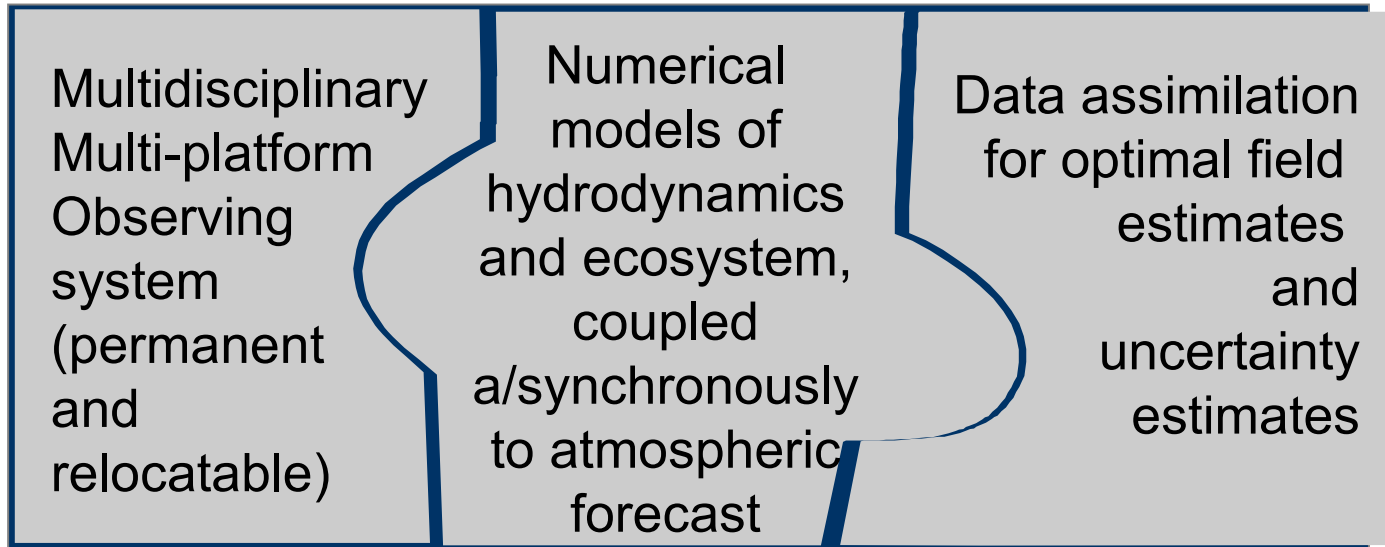 Multidisciplinary
Multi-platform
Observing
system
(permanent
and
relocatable)
Numerical
models of
hydrodynamics
and ecosystem,
coupled
a/synchronously
to atmospheric
forecast
Data assimilation
for optimal field
estimates
and
uncertainty
estimates